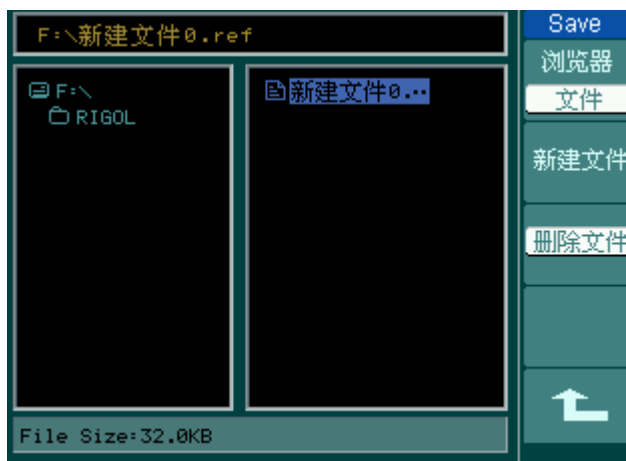 F:\新建文件0.ref
F:\
RIGOL
新建文件0.··
File Size:32.0KB
Save
浏览器
文件
新建文件
删除文件